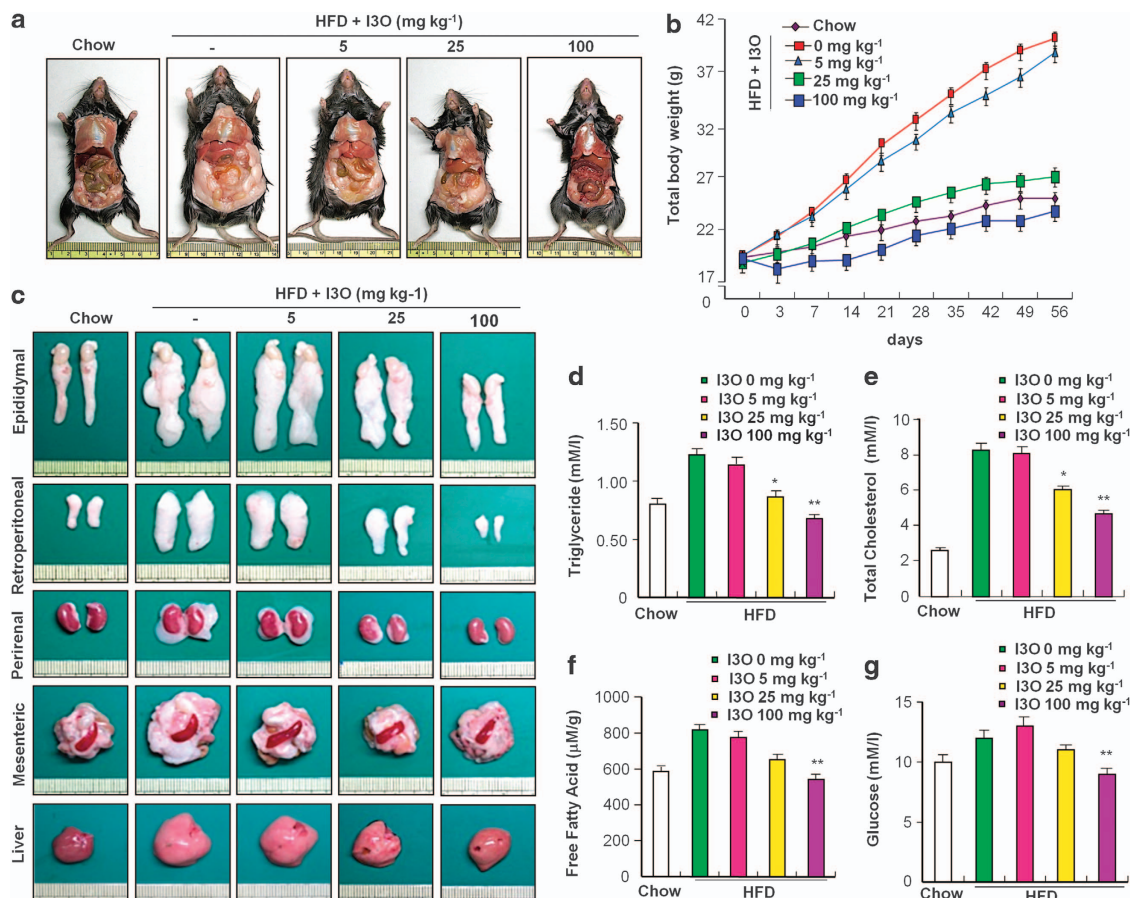 a
HFD + I3O (mg kg⁻¹)
Chow - 5 25 100
b
Total body weight (g)
42
37
32
27
22
17
0
HFD + I3O
Chow
0 mg kg⁻¹
5 mg kg⁻¹
25 mg kg⁻¹
100 mg kg⁻¹
0 3 7 14 21 28 35 42 49 56
days
c
HFD + I3O (mg kg-1)
Chow - 5 25 100
Epididymal
Retroperitoneal
Perirenal
Mesenteric
Liver
d
I3O 0 mg kg⁻¹
I3O 5 mg kg⁻¹
I3O 25 mg kg⁻¹
I3O 100 mg kg⁻¹
Triglyceride (mM/l)
1.50
1.00
0.50
0
*
**
Chow HFD
e
I3O 0 mg kg⁻¹
I3O 5 mg kg⁻¹
I3O 25 mg kg⁻¹
I3O 100 mg kg⁻¹
Total Cholesterol (mM/l)
10
8
6
4
2
0
*
**
Chow HFD
f
I3O 0 mg kg⁻¹
I3O 5 mg kg⁻¹
I3O 25 mg kg⁻¹
I3O 100 mg kg⁻¹
Free Fatty Acid (μM/g)
1000
800
600
400
200
0
**
Chow HFD
g
I3O 0 mg kg⁻¹
I3O 5 mg kg⁻¹
I3O 25 mg kg⁻¹
I3O 100 mg kg⁻¹
Glucose (mM/l)
15
10
5
0
**
Chow HFD